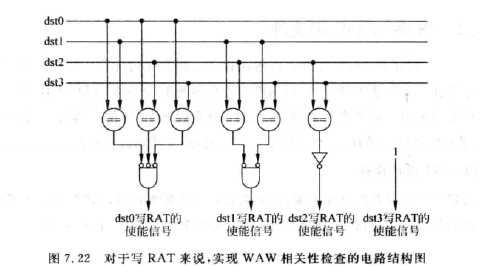 dst0
dst1
dst2
dst3
== == == == == ==
1
dst0写RAT的 dst1写RAT的 dst2写RAT的 dst3写RAT的
使能信号 使能信号 使能信号 使能信号
图 7.22 对于写 RAT 来说,实现 WAW 相关性检查的电路结构图